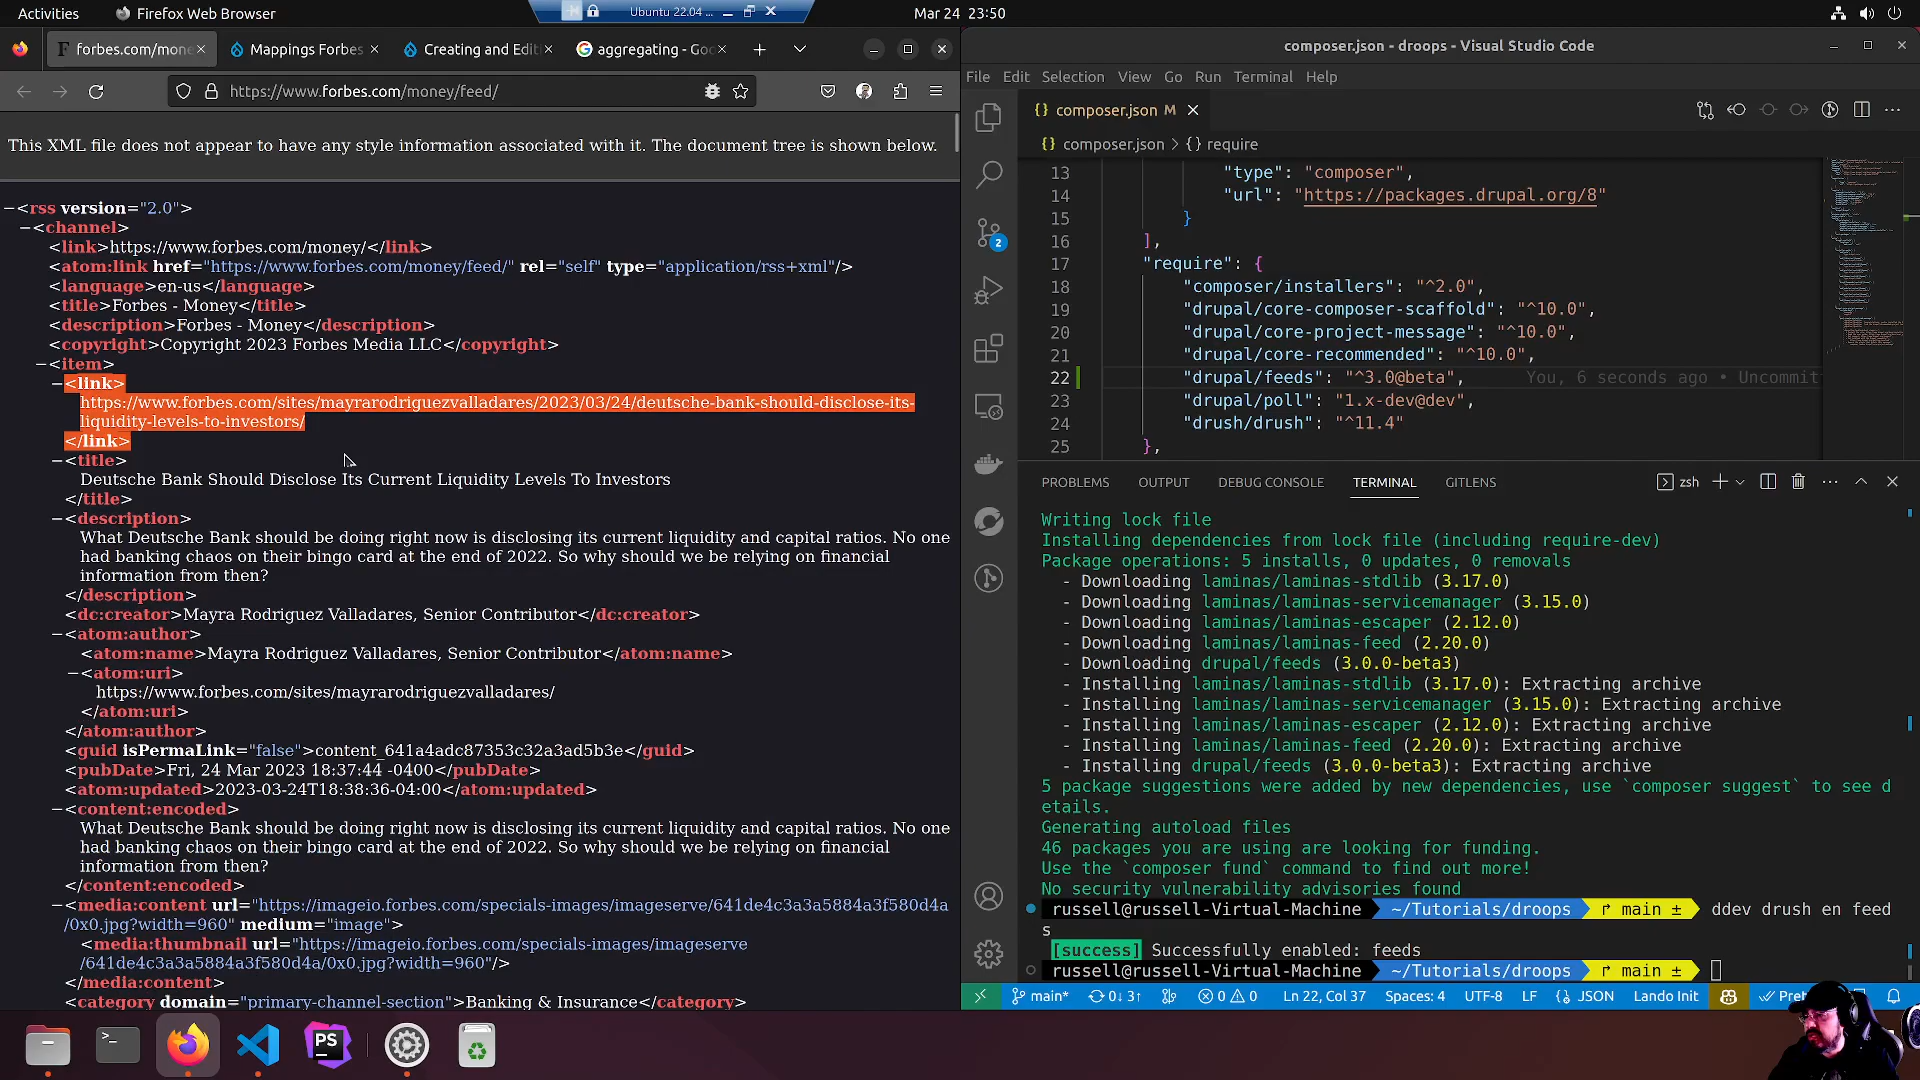 Activities
Firefox Web Browser
Ubuntu 22.04 ...
Mar 24 23:50
forbes.com/mone
Mappings Forbes
Creating and Edit
aggregating - Go
https://www.forbes.com/money/feed/
This XML file does not appear to have any style information associated with it. The document tree is shown below.
−<rss version="2.0">
−<channel>
<link>https://www.forbes.com/money/</link>
<atom:link href="https://www.forbes.com/money/feed/" rel="self" type="application/rss+xml"/>
<language>en-us</language>
<title>Forbes - Money</title>
<description>Forbes - Money</description>
<copyright>Copyright 2023 Forbes Media LLC</copyright>
−<item>
−<link>
https://www.forbes.com/sites/mayrarodriguezvalladares/2023/03/24/deutsche-bank-should-disclose-its-
liquidity-levels-to-investors/
</link>
−<title>
Deutsche Bank Should Disclose Its Current Liquidity Levels To Investors
</title>
−<description>
What Deutsche Bank should be doing right now is disclosing its current liquidity and capital ratios. No one
had banking chaos on their bingo card at the end of 2022. So why should we be relying on financial
information from then?
</description>
<dc:creator>Mayra Rodriguez Valladares, Senior Contributor</dc:creator>
−<atom:author>
<atom:name>Mayra Rodriguez Valladares, Senior Contributor</atom:name>
−<atom:uri>
https://www.forbes.com/sites/mayrarodriguezvalladares/
</atom:uri>
</atom:author>
<guid isPermaLink="false">content_641a4adc87353c32a3ad5b3e</guid>
<pubDate>Fri, 24 Mar 2023 18:37:44 -0400</pubDate>
<atom:updated>2023-03-24T18:38:36-04:00</atom:updated>
−<content:encoded>
What Deutsche Bank should be doing right now is disclosing its current liquidity and capital ratios. No one
had banking chaos on their bingo card at the end of 2022. So why should we be relying on financial
information from then?
</content:encoded>
−<media:content url="https://imageio.forbes.com/specials-images/imageserve/641de4c3a3a5884a3f580d4a
/0x0.jpg?width=960" medium="image">
<media:thumbnail url="https://imageio.forbes.com/specials-images/imageserve
/641de4c3a3a5884a3f580d4a/0x0.jpg?width=960"/>
</media:content>
<category domain="primary-channel-section">Banking & Insurance</category>
composer.json - droops - Visual Studio Code
File Edit Selection View Go Run Terminal Help
{} composer.json M
{} composer.json > {} require
13 "type": "composer",
14 "url": "https://packages.drupal.org/8"
15 }
16 ],
17 "require": {
18 "composer/installers": "^2.0",
19 "drupal/core-composer-scaffold": "^10.0",
20 "drupal/core-project-message": "^10.0",
21 "drupal/core-recommended": "^10.0",
22 "drupal/feeds": "^3.0@beta", You, 6 seconds ago • Uncommit
23 "drupal/poll": "1.x-dev@dev",
24 "drush/drush": "^11.4"
25 },
2
PROBLEMS OUTPUT DEBUG CONSOLE TERMINAL GITLENS
zsh
Writing lock file
Installing dependencies from lock file (including require-dev)
Package operations: 5 installs, 0 updates, 0 removals
- Downloading laminas/laminas-stdlib (3.17.0)
- Downloading laminas/laminas-servicemanager (3.15.0)
- Downloading laminas/laminas-escaper (2.12.0)
- Downloading laminas/laminas-feed (2.20.0)
- Downloading drupal/feeds (3.0.0-beta3)
- Installing laminas/laminas-stdlib (3.17.0): Extracting archive
- Installing laminas/laminas-servicemanager (3.15.0): Extracting archive
- Installing laminas/laminas-escaper (2.12.0): Extracting archive
- Installing laminas/laminas-feed (2.20.0): Extracting archive
- Installing drupal/feeds (3.0.0-beta3): Extracting archive
5 package suggestions were added by new dependencies, use `composer suggest` to see d
etails.
Generating autoload files
46 packages you are using are looking for funding.
Use the `composer fund` command to find out more!
No security vulnerability advisories found
russell@russell-Virtual-Machine ~/Tutorials/droops main ± ddev drush en feed
s
[success] Successfully enabled: feeds
russell@russell-Virtual-Machine ~/Tutorials/droops main ±
main* 0↓ 3↑ 0 0 Ln 22, Col 37 Spaces: 4 UTF-8 LF {} JSON Lando Init
PS